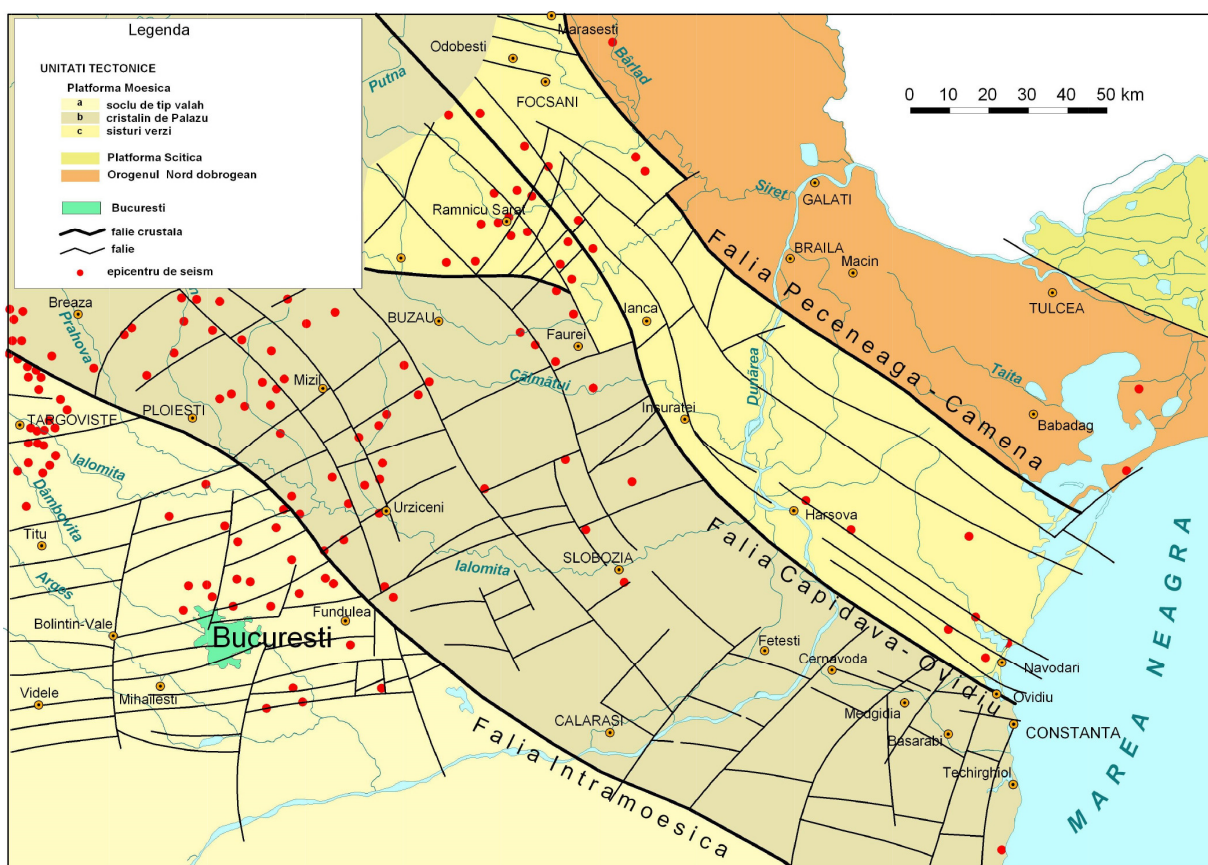 Legenda
UNITATI TECTONICE
Platforma Moesica
a soclu de tip valah
b cristalin de Palazu
c sisturi verzi
Platforma Scitica
Orogenul Nord dobrogean
Bucuresti
falie crustala
falie
epicentru de seism
Marasesti
Odobesti
Bârlad
Putna
FOCSANI
0 10 20 30 40 50 km
Siret
GALATI
Ramnicu Sarat
BRAILA
Macin
TULCEA
Breaza
Prahova
BUZAU
Ianca
Faurei
Falia Peceneaga-Camena
Călmătui
Dunărea
Taita
Mizil
PLOIESTI
Insuratei
Babadag
TARGOVISTE
Ialomita
Dâmbovita
Urziceni
Harsova
Titu
SLOBOZIA
Ialomita
Arges
Falia Capidava-Ovidiu
Bolintin-Vale
Fundulea
Bucuresti
Fetesti
Cernavoda
Navodari
Videle
Mihailesti
Ovidiu
Medgidia
CALARASI
CONSTANTA
Basarabi
Falia Intramoesica
Techirghiol
MAREA NEAGRA